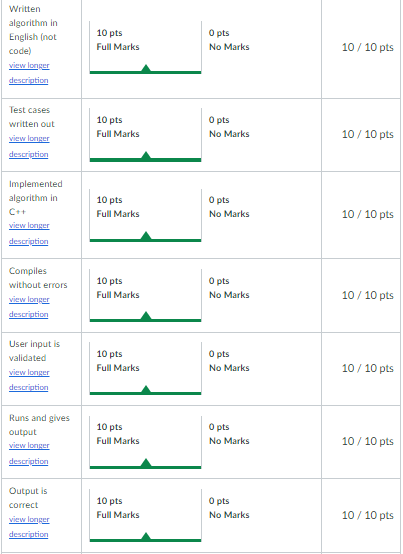 Written
algorithm in
English (not
code)
view longer
description
10 pts
Full Marks
0 pts
No Marks
10 / 10 pts
Test cases
written out
view longer
description
10 pts
Full Marks
0 pts
No Marks
10 / 10 pts
Implemented
algorithm in
C++
view longer
description
10 pts
Full Marks
0 pts
No Marks
10 / 10 pts
Compiles
without errors
view longer
description
10 pts
Full Marks
0 pts
No Marks
10 / 10 pts
User input is
validated
view longer
description
10 pts
Full Marks
0 pts
No Marks
10 / 10 pts
Runs and gives
output
view longer
description
10 pts
Full Marks
0 pts
No Marks
10 / 10 pts
Output is
correct
view longer
description
10 pts
Full Marks
0 pts
No Marks
10 / 10 pts